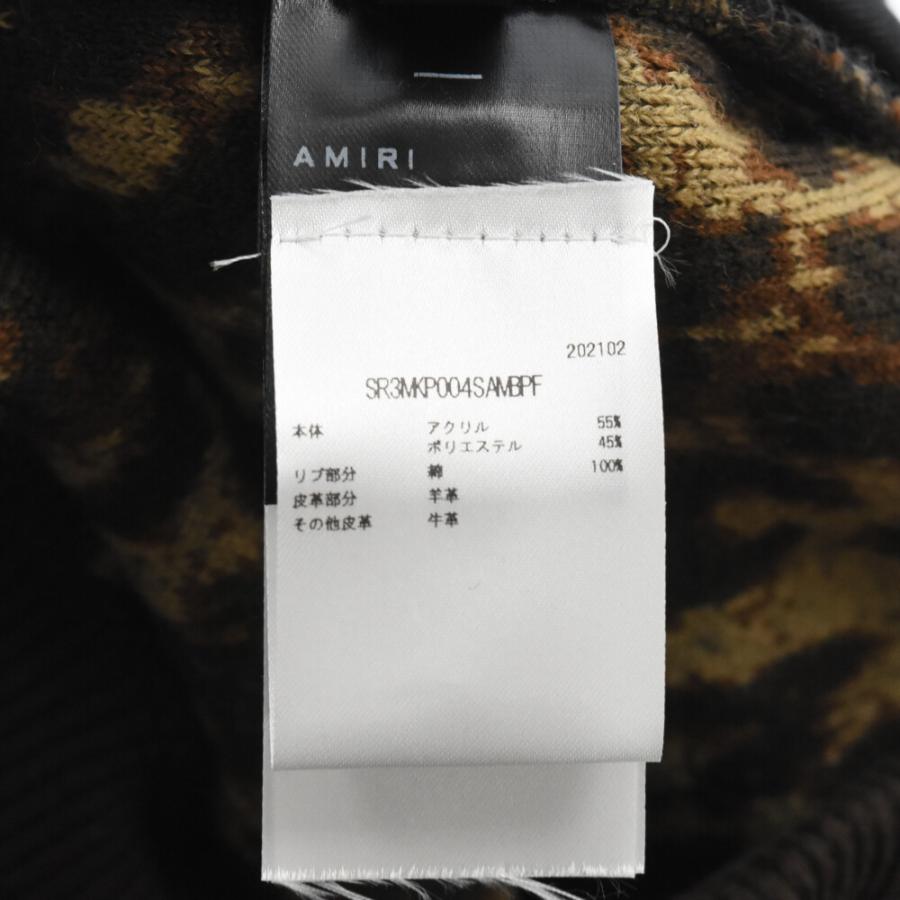 AMIRI
202102
SR3MKP004SAMBPF
本体 アクリル 55%
ポリエステル 45%
リブ部分 綿 100%
皮革部分 羊革
その他皮革 牛革